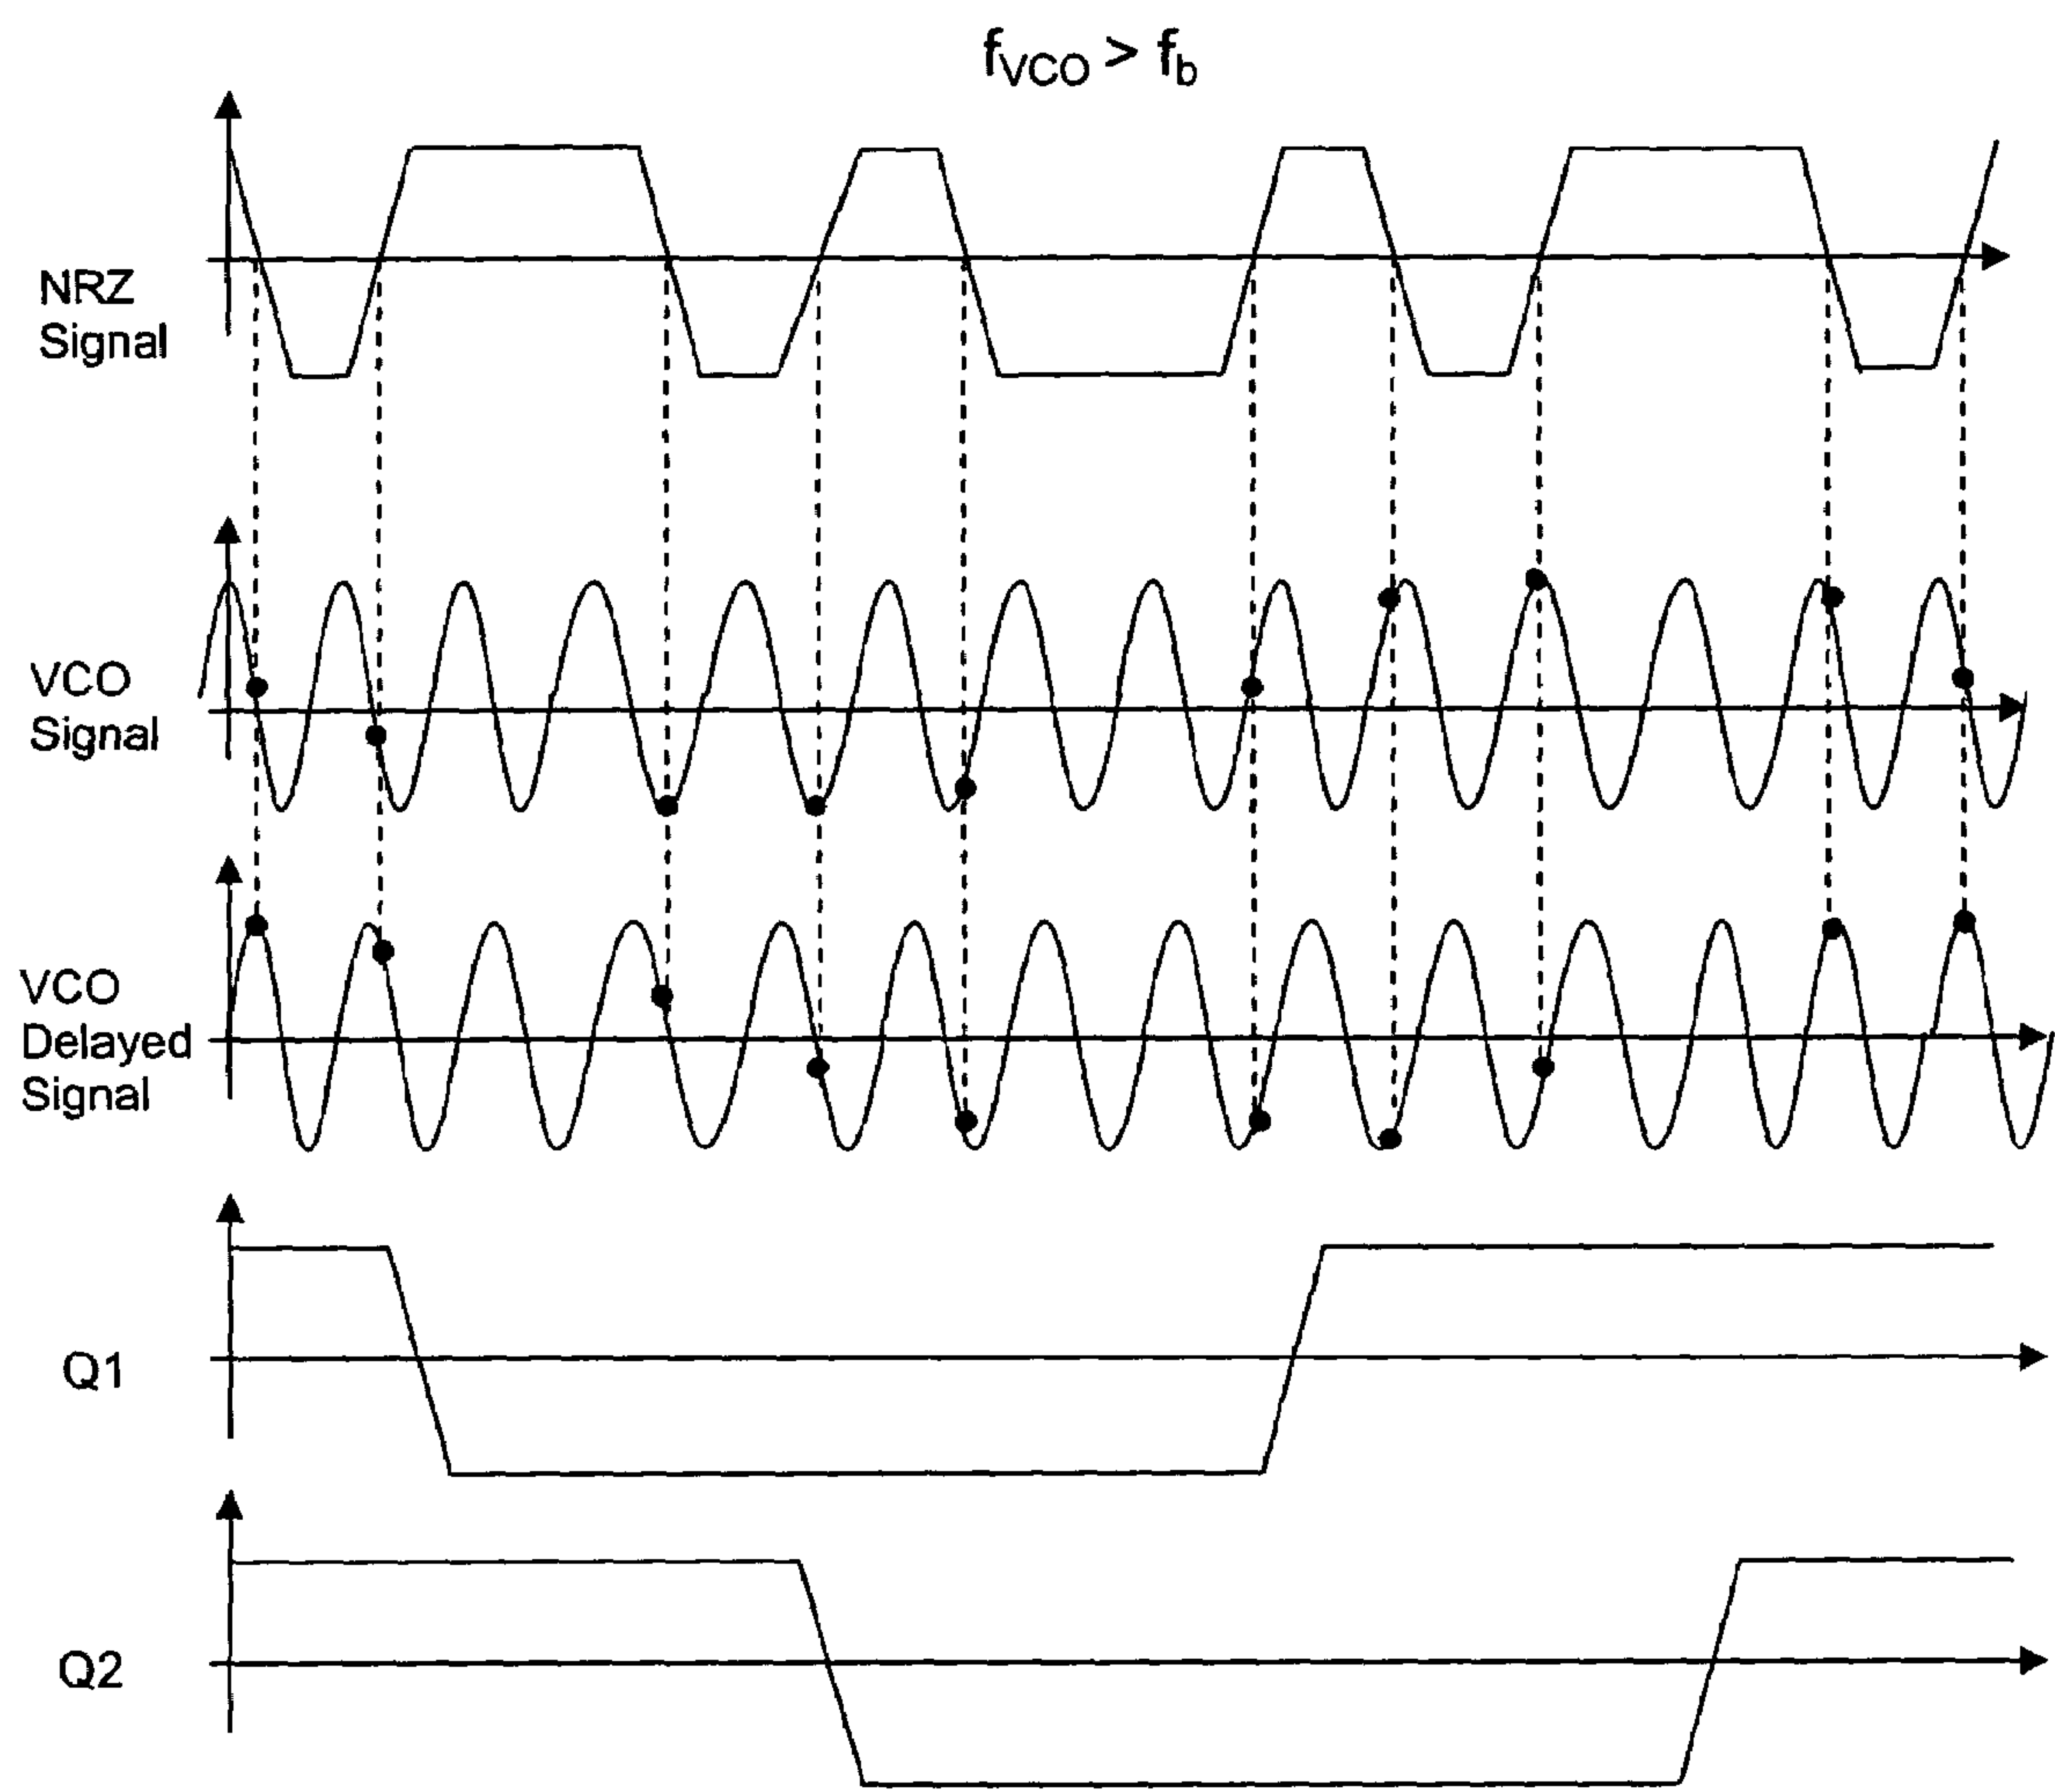 fVCO > fb
NRZ
Signal
VCO
Signal
VCO
Delayed
Signal
Q1
Q2